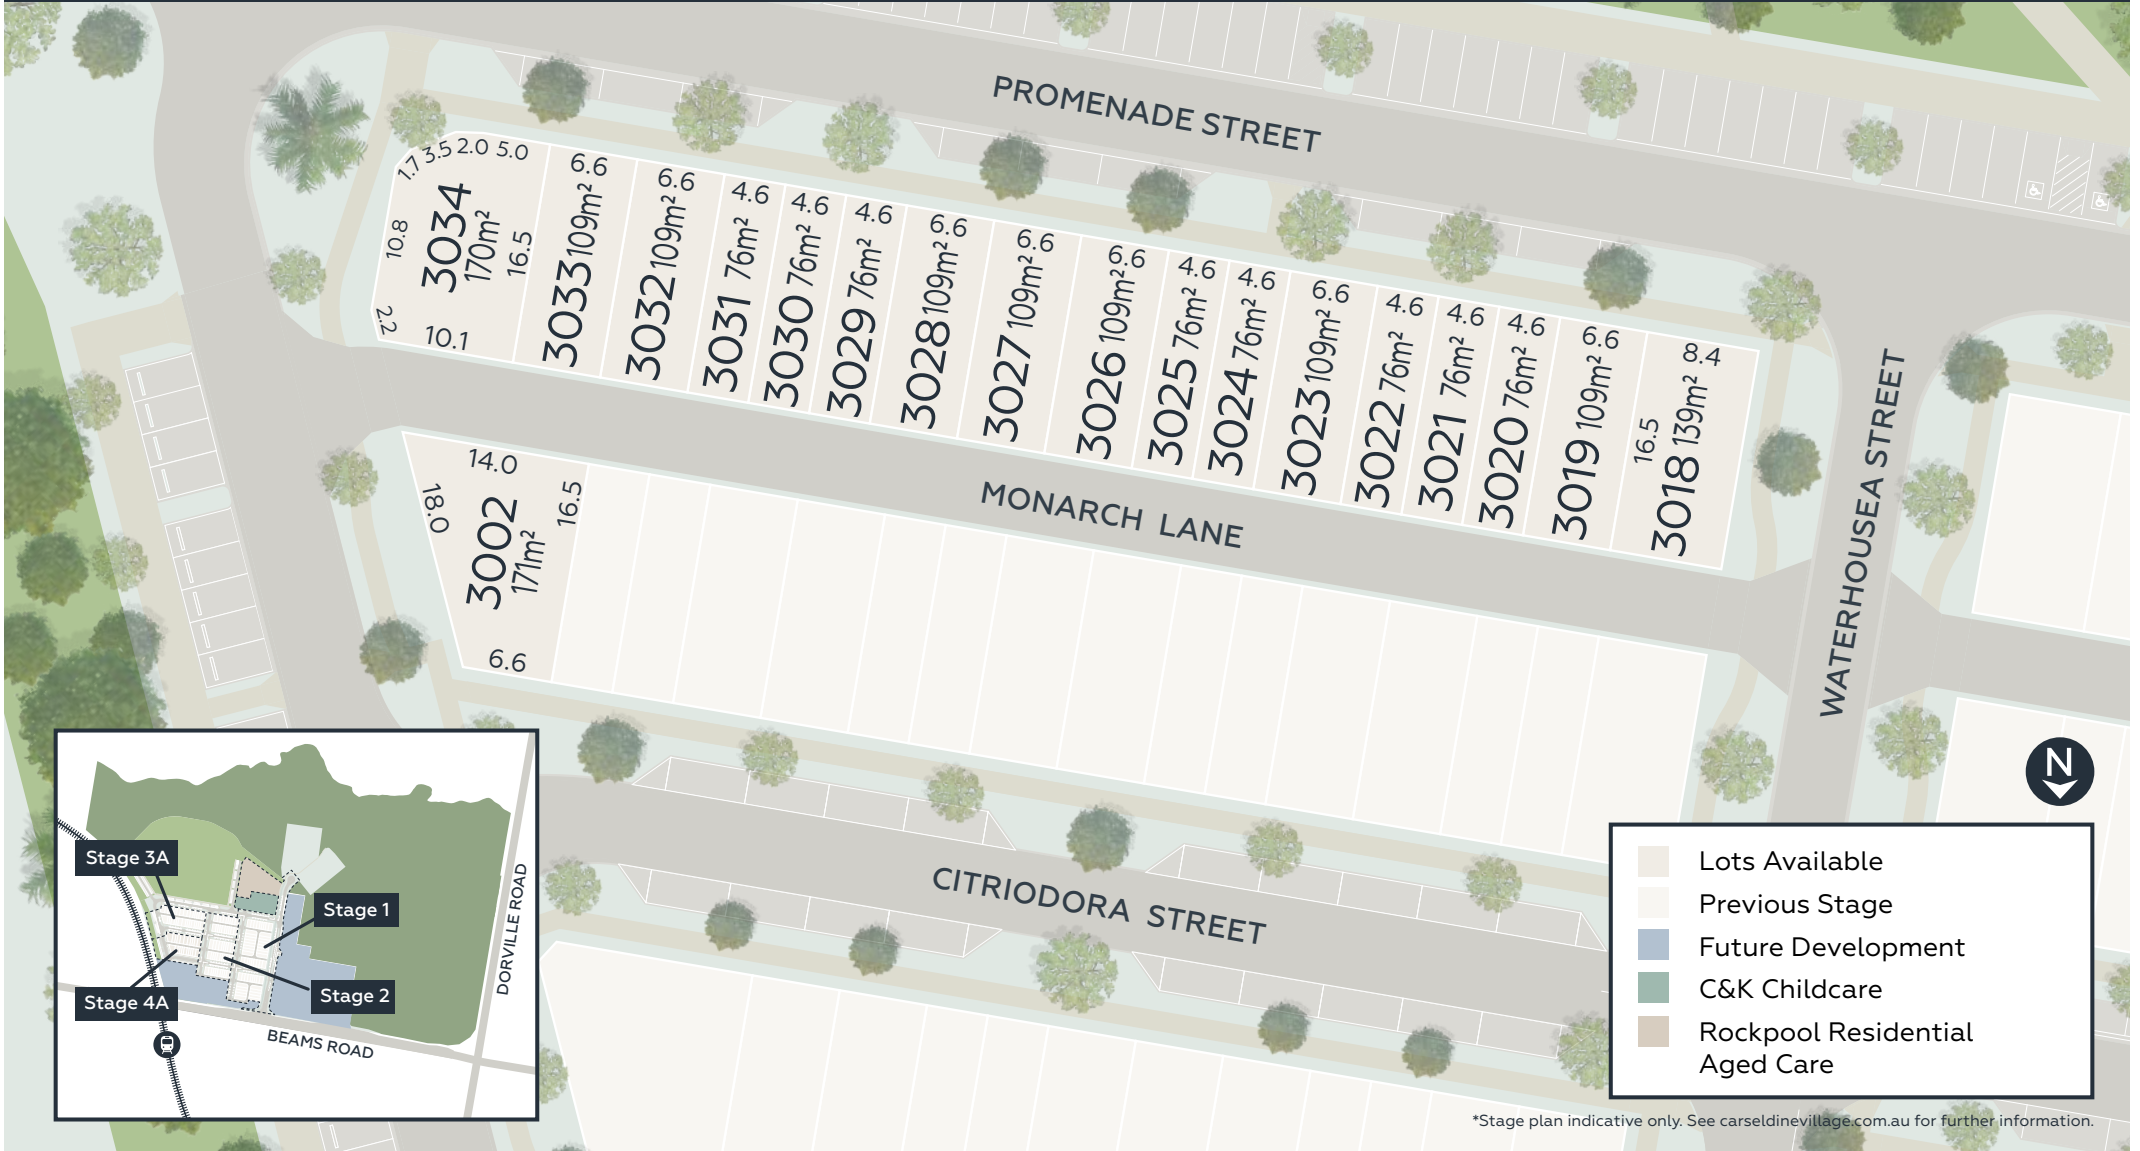 PROMENADE STREET
1.7
3.5
2.0
5.0
10.8
3034
170m²
16.5
2.2
10.1
6.6
3033 109m²
6.6
3032 109m²
4.6
3031 76m²
4.6
3030 76m²
4.6
3029 76m²
6.6
3028 109m²
6.6
3027 109m²
6.6
3026 109m²
4.6
3025 76m²
4.6
3024 76m²
6.6
3023 109m²
4.6
3022 76m²
4.6
3021 76m²
4.6
3020 76m²
6.6
3019 109m²
8.4
16.5
3018 139m²
14.0
18.0
3002
171m²
16.5
6.6
MONARCH LANE
WATERHOUSEA STREET
CITRIODORA STREET
N
Stage 3A
Stage 1
Stage 4A
Stage 2
DORVILLE ROAD
BEAMS ROAD
Lots Available
Previous Stage
Future Development
C&K Childcare
Rockpool Residential
Aged Care
*Stage plan indicative only. See carseldinevillage.com.au for further information.